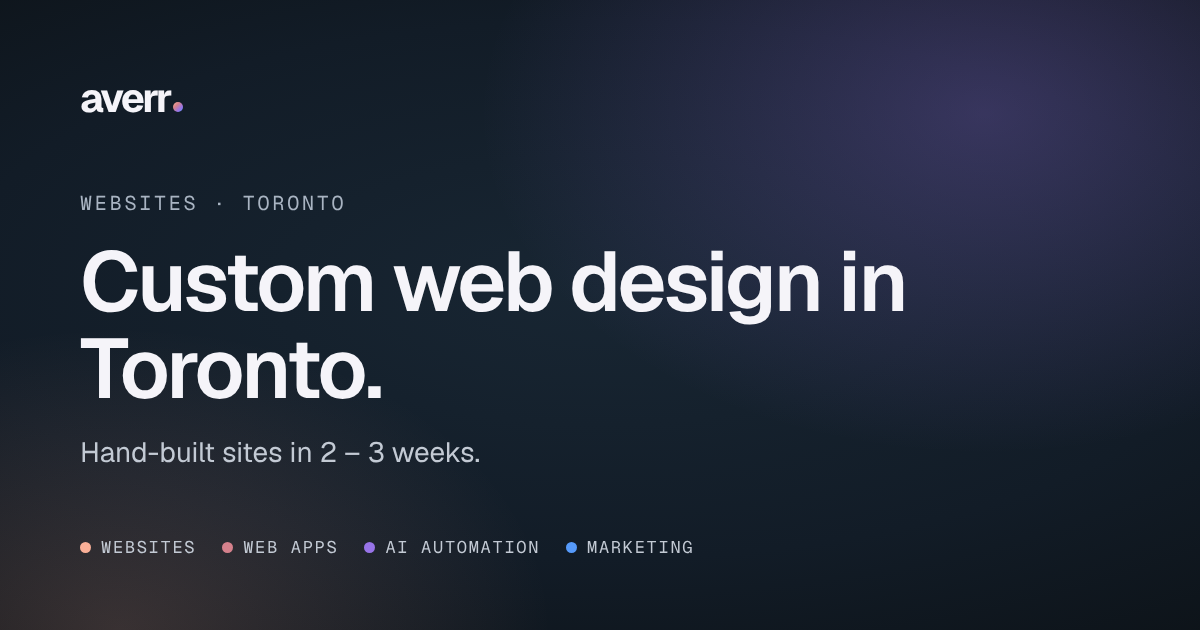 averr.
WEBSITES · TORONTO
Custom web design in
Toronto.
Hand-built sites in 2 – 3 weeks.
WEBSITES WEB APPS AI AUTOMATION MARKETING